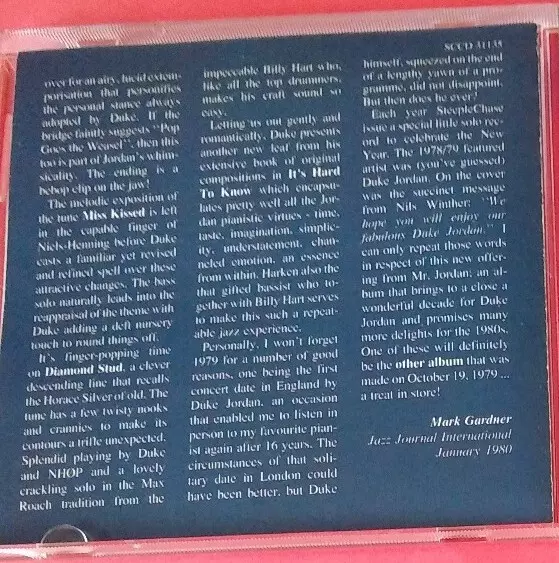 SCCD 31135
over for an airy, lucid extem-
porisation that personifies
the personal stance always
adopted by Duke. If the
bridge faintly suggests "Pop
Goes the Weasel", then this
too is part of Jordan's whim-
sicality. The ending is a
bebop clip on the jaw!
The melodic exposition of
the tune Miss Kissed is left
in the capable finger of
Niels-Henning before Duke
casts a familiar yet revised
and refined spell over these
attractive changes. The bass
solo naturally leads into the
reappraisal of the theme with
Duke adding a deft nursery
touch to round things off.
It's finger-popping time
on Diamond Stud, a clever
descending line that recalls
the Horace Silver of old. The
tune has a few twisty nooks
and crannies to make its
contours a trifle unexpected.
Splendid playing by Duke
and NHOP and a lovely
crackling solo in the Max
Roach tradition from the
impeccable Billy Hart who,
like all the top drummers,
makes his craft sound so
easy.
Letting us out gently and
romantically, Duke presents
another new leaf from his
extensive book of original
compositions in It's Hard
To Know which encapsu-
lates pretty well all the Jor-
dan pianistic virtues - time,
taste, imagination, simplic-
ity, understatement, chan-
neled emotion, an essence
from within. Harken also the
that gifted bassist who to-
gether with Billy Hart serves
to make this such a repeat-
able jazz experience.
Personally, I won't forget
1979 for a number of good
reasons, one being the first
concert date in England by
Duke Jordan, an occasion
that enabled me to listen in
person to my favourite pian-
ist again after 16 years. The
circumstances of that soli-
tary date in London could
have been better, but Duke
himself, squeezed on the end
of a lengthy yawn of a pro-
gramme, did not disappoint.
But then does he ever?
Each year SteepleChase
issue a special little solo rec-
ord to celebrate the New
Year. The 1978/79 featured
artist was (you've guessed)
Duke Jordan. On the cover
was the succinct message
from Nils Winther: "We
hope you will enjoy our
fabulous Duke Jordan." I
can only repeat those words
in respect of this new offer-
ing from Mr. Jordan; an al-
bum that brings to a close a
wonderful decade for Duke
Jordan and promises many
more delights for the 1980s.
One of these will definitely
be the other album that was
made on October 19, 1979 ...
a treat in store!
Mark Gardner
Jazz Journal International
January 1980